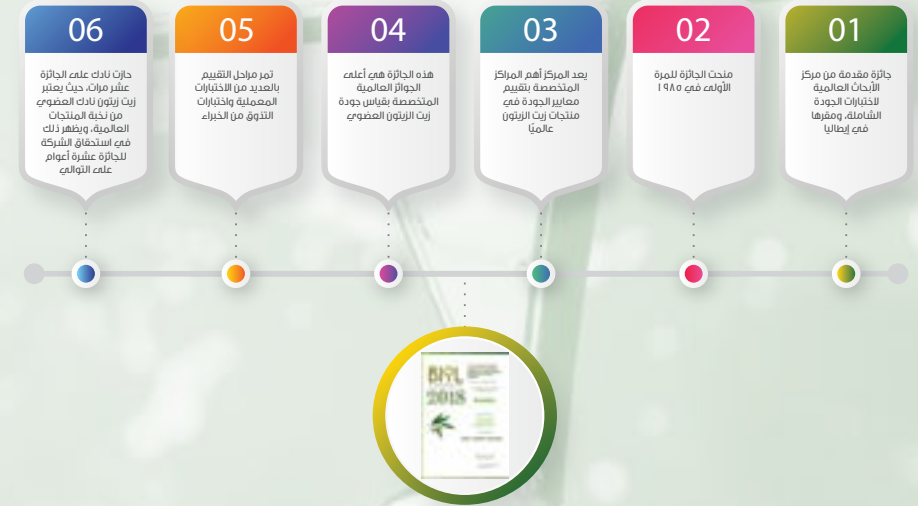 01
جائزة مقدمة من مركز
الأبحاث العالمية
لاختبارات الجودة
الشاملة، ومقرها
في إيطاليا
02
منحت الجائزة للمرة
الأولى في ١٩٨٥
03
يعد المركز أهم المراكز
المتخصصة بتقييم
معايير الجودة في
منتجات زيت الزيتون
عالميًا
04
هذه الجائزة هي أعلى
الجوائز العالمية
المتخصصة بقياس جودة
زيت الزيتون العضوي
05
تمر مراحل التقييم
بالعديد من الاختبارات
المعملية واختبارات
التذوق من الخبراء
06
حازت نادك على الجائزة
عشر مرات، حيث يعتبر
زيت زيتون نادك العضوي
من نخبة المنتجات
العالمية، ويظهر ذلك
في استحقاق الشركة
للجائزة عشرة أعوام
على التوالي
BIOL
2018